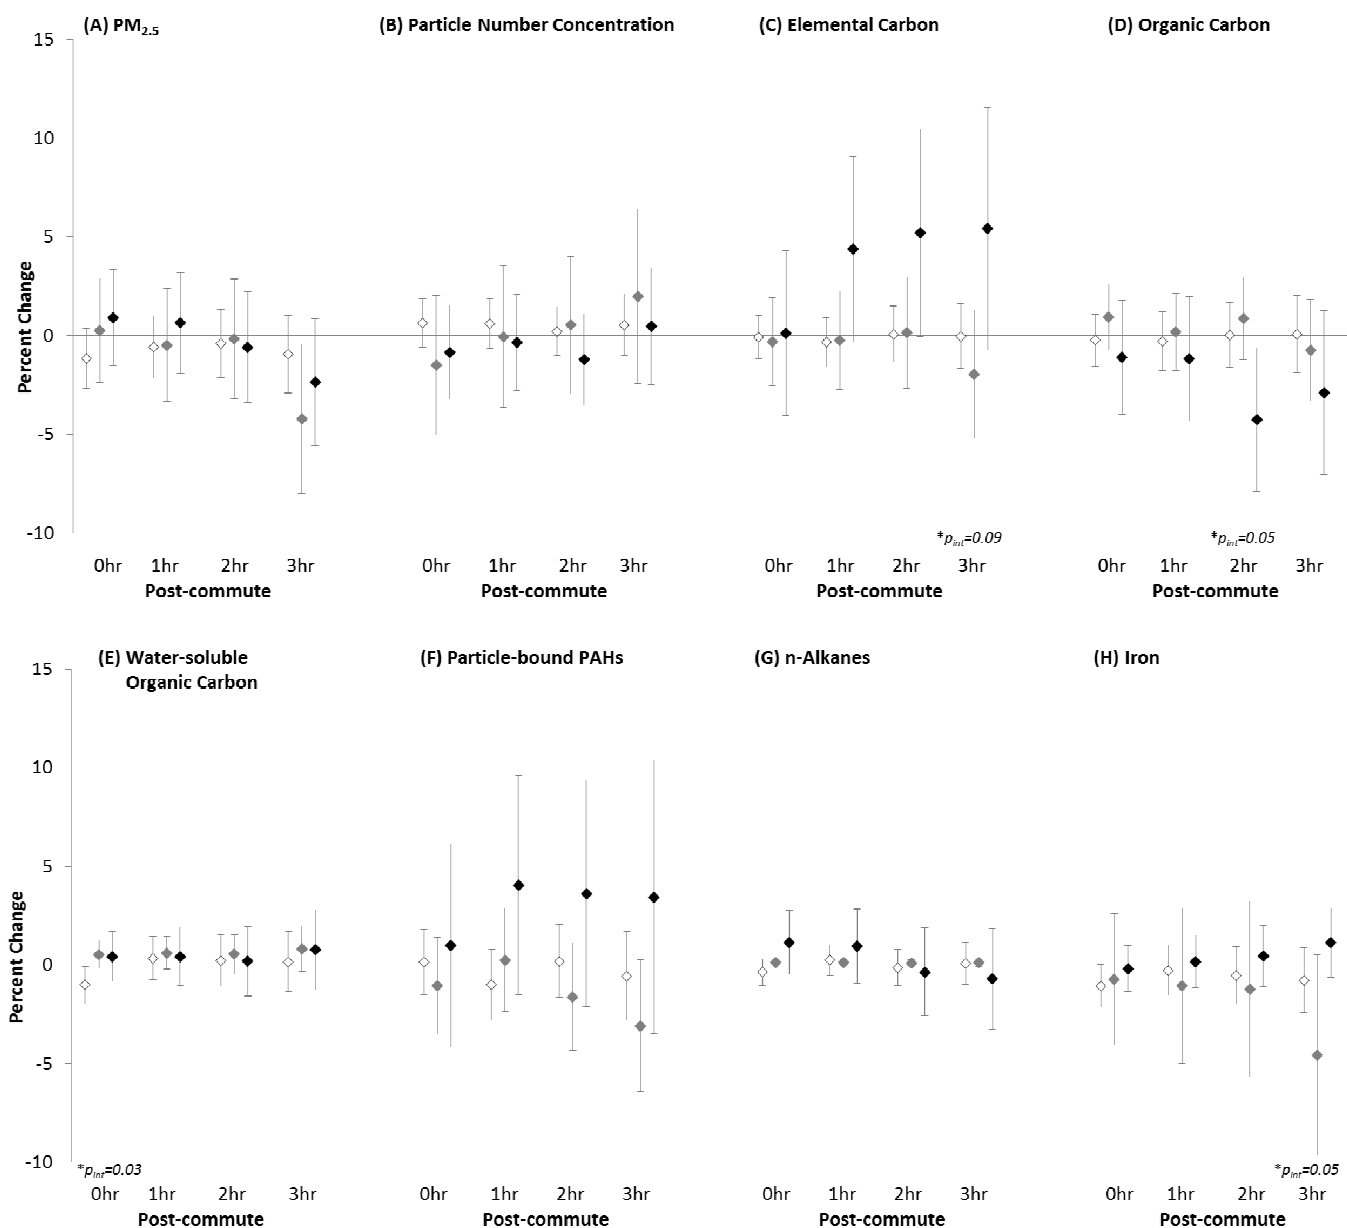 (A) PM2.5
(B) Particle Number Concentration
(C) Elemental Carbon
(D) Organic Carbon
15
10
5
0
-5
-10
Percent Change
*pint=0.09
*pint=0.05
0hr 1hr 2hr 3hr
0hr 1hr 2hr 3hr
0hr 1hr 2hr 3hr
0hr 1hr 2hr 3hr
Post-commute
Post-commute
Post-commute
Post-commute
(E) Water-soluble
Organic Carbon
(F) Particle-bound PAHs
(G) n-Alkanes
(H) Iron
15
10
5
0
-5
-10
Percent Change
*pint=0.03
*pint=0.05
0hr 1hr 2hr 3hr
0hr 1hr 2hr 3hr
0hr 1hr 2hr 3hr
0hr 1hr 2hr 3hr
Post-commute
Post-commute
Post-commute
Post-commute